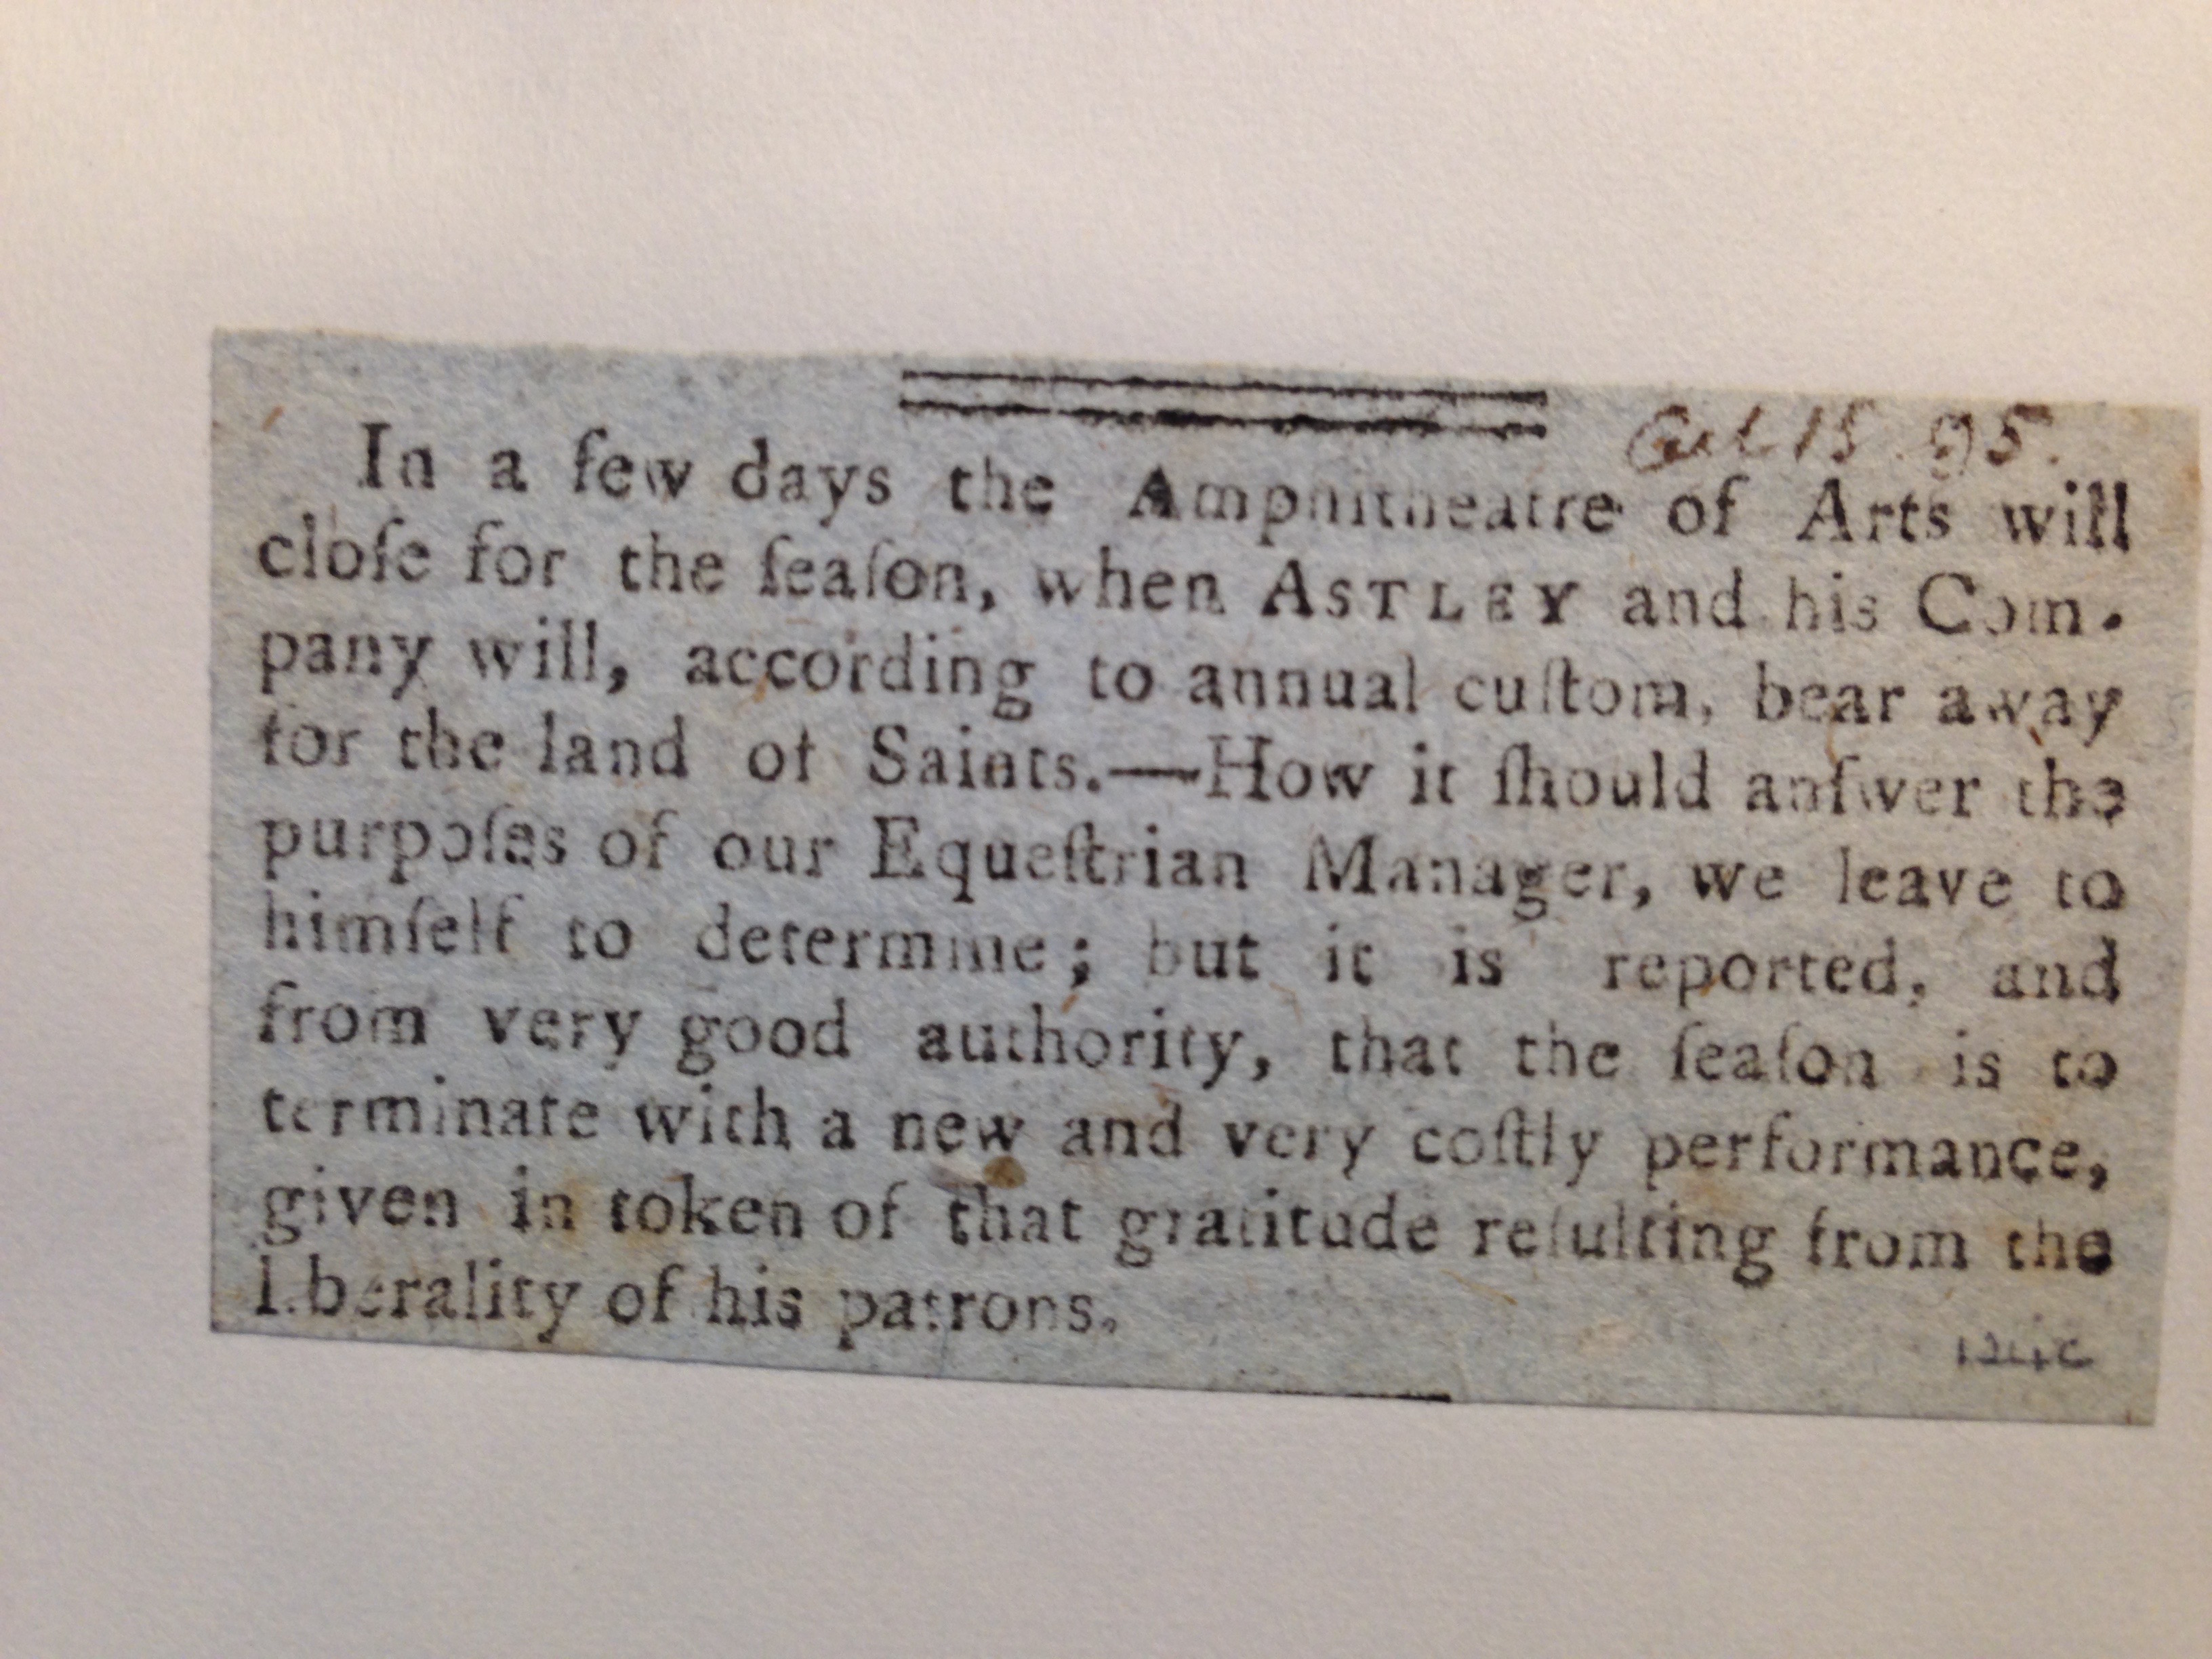 Oct 15 95.
In a few days the Amphitheatre of Arts will
cloſe for the ſeaſon, when ASTLEY and his Com-
pany will, according to annual cuſtom, bear away
for the land of Saints.—How it ſhould anſwer the
purpoſes of our Equeſtrian Manager, we leave to
himſelf to determine; but it is reported, and
from very good authority, that the ſeaſon is to
terminate with a new and very coſtly performance,
given in token of that gratitude reſulting from the
liberality of his patrons.